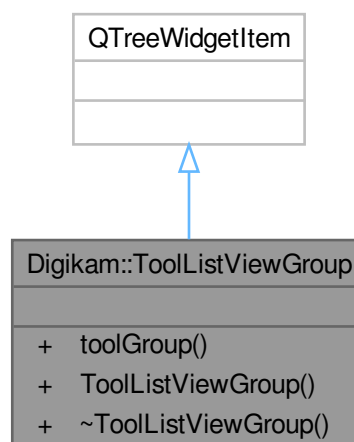 QTreeWidgetItem
Digikam::ToolListViewGroup
+ toolGroup()
+ ToolListViewGroup()
+ ~ToolListViewGroup()